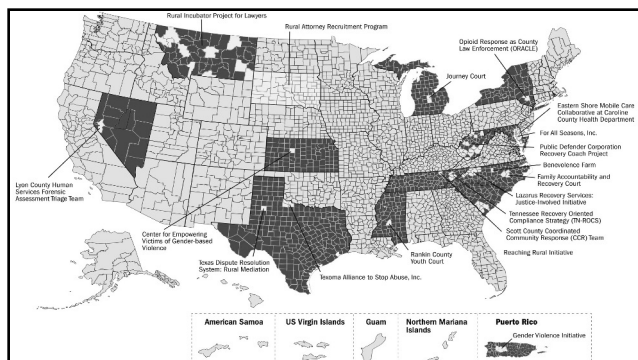 Rural Incubator Project for Lawyers
Rural Attorney Recruitment Program
Opioid Response as County
Law Enforcement (ORACLE)
Journey Court
Eastern Shore Mobile Care
Collaborative at Caroline
County Health Department
For All Seasons, Inc.
Public Defender Corporation
Recovery Coach Project
Benevolence Farm
Family Accountability and
Recovery Court
Lazarus Recovery Services:
Justice-Involved Initiative
Tennessee Recovery Oriented
Compliance Strategy (TN-ROCS)
Scott County Coordinated
Community Response (CCR) Team
Reaching Rural Initiative
Rankin County
Youth Court
Texoma Alliance to Stop Abuse, Inc.
Texas Dispute Resolution
System: Rural Mediation
Center for Empowering
Victims of Gender-based
Violence
Lyon County Human
Services Forensic
Assessment Triage Team
American Samoa
US Virgin Islands
Guam
Northern Mariana
Islands
Puerto Rico
Gender Violence Initiative